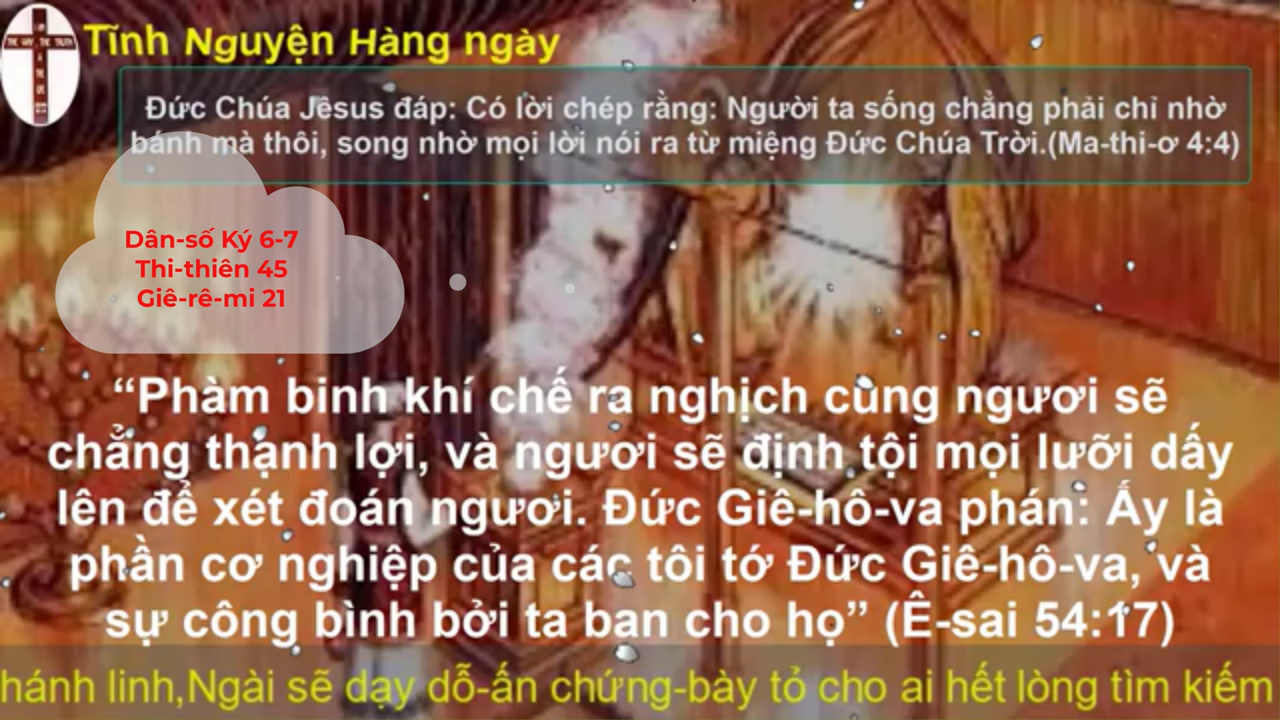 THE WAY THE TRUTH
Tĩnh Nguyện Hàng ngày
Đức Chúa Jêsus đáp: Có lời chép rằng: Người ta sống chẳng phải chỉ nhờ
bánh mà thôi, song nhờ mọi lời nói ra từ miệng Đức Chúa Trời.(Ma-thi-ơ 4:4)
Dân-số Ký 6-7
Thi-thiên 45
Giê-rê-mi 21
“Phàm binh khí chế ra nghịch cùng ngươi sẽ
chẳng thạnh lợi, và ngươi sẽ định tội mọi lưỡi dấy
lên để xét đoán ngươi. Đức Giê-hô-va phán: Ấy là
phần cơ nghiệp của các tôi tớ Đức Giê-hô-va, và
sự công bình bởi ta ban cho họ” (Ê-sai 54:17)
hánh linh,Ngài sẽ dạy dỗ-ấn chứng-bày tỏ cho ai hết lòng tìm kiếm